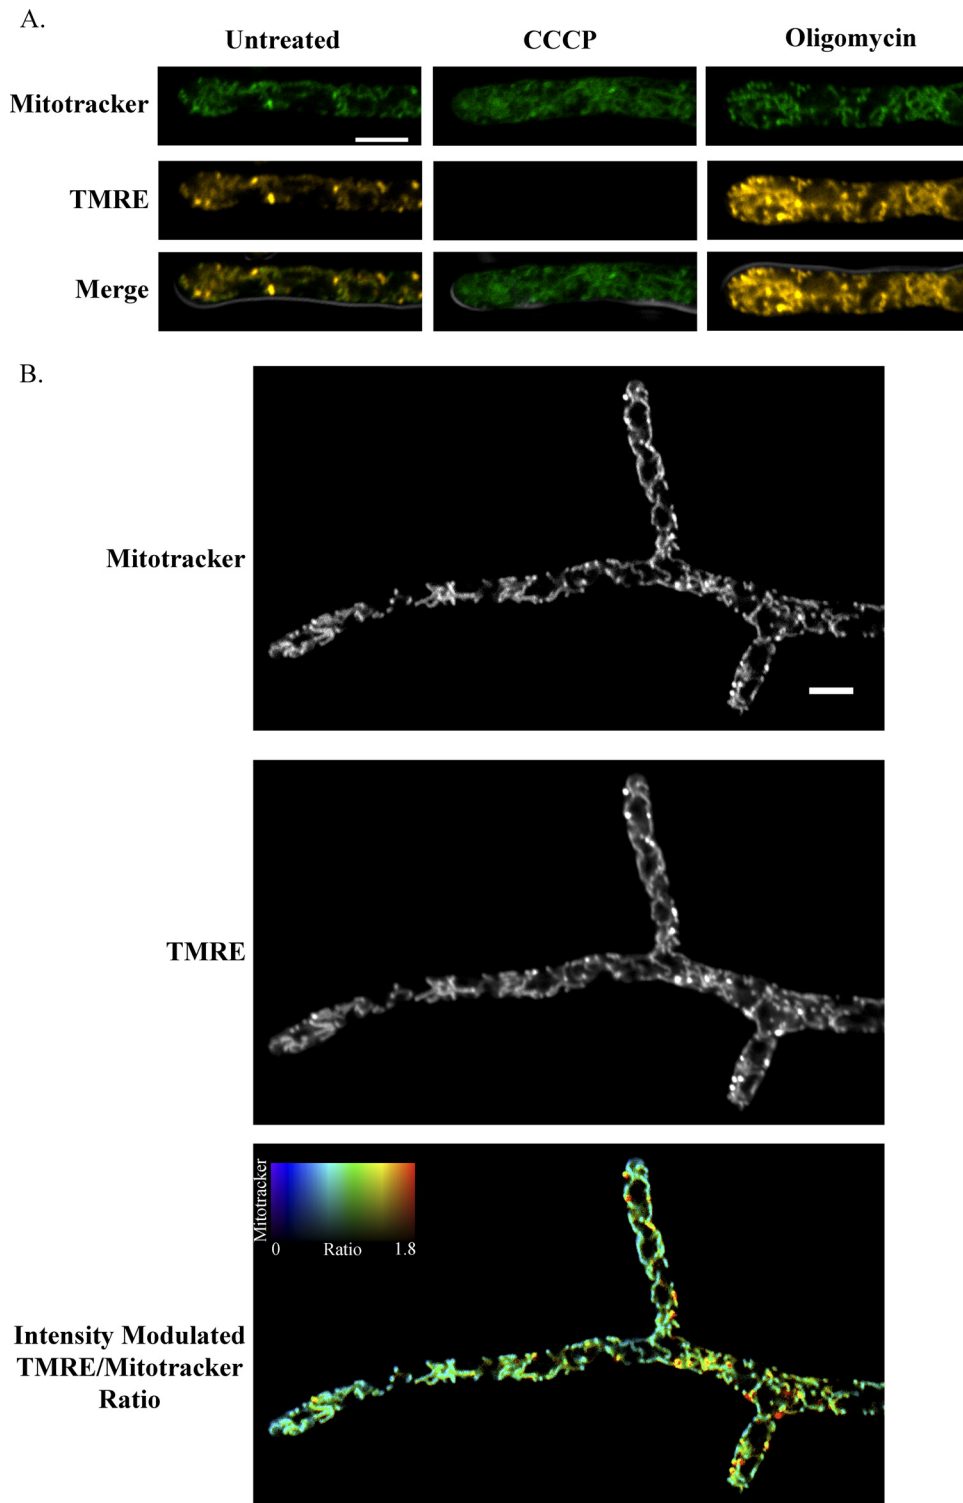 A.
Untreated CCCP Oligomycin
Mitotracker
TMRE
Merge
B.
Mitotracker
TMRE
Mitotracker
0 Ratio 1.8
Intensity Modulated
TMRE/Mitotracker
Ratio